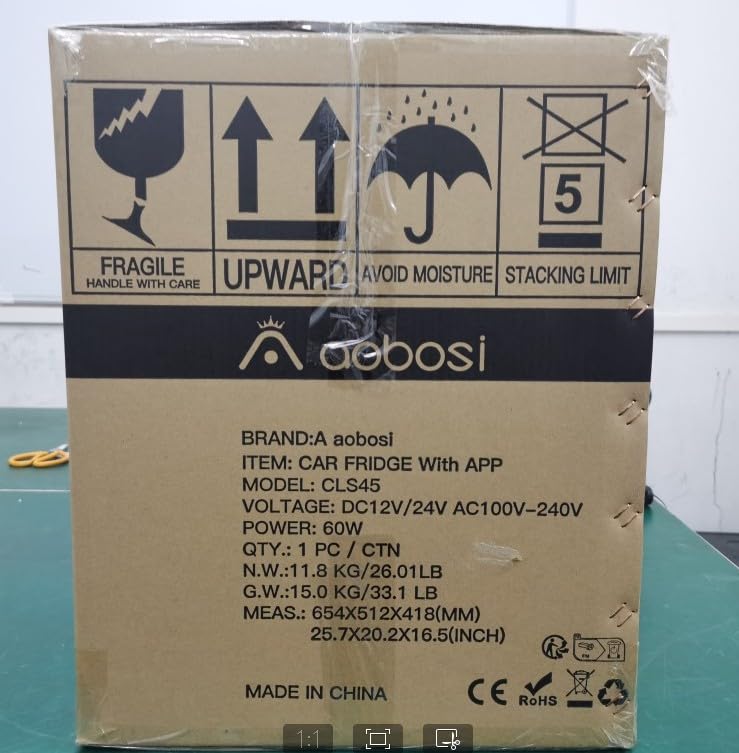 5
FRAGILE
HANDLE WITH CARE
UPWARD
AVOID MOISTURE
STACKING LIMIT
aobosi
BRAND:A aobosi
ITEM: CAR FRIDGE With APP
MODEL: CLS45
VOLTAGE: DC12V/24V AC100V-240V
POWER: 60W
QTY.: 1 PC / CTN
N.W.:11.8 KG/26.01LB
G.W.:15.0 KG/33.1 LB
MEAS.: 654X512X418(MM)
25.7X20.2X16.5(INCH)
MADE IN CHINA
CE
RoHS
1:1